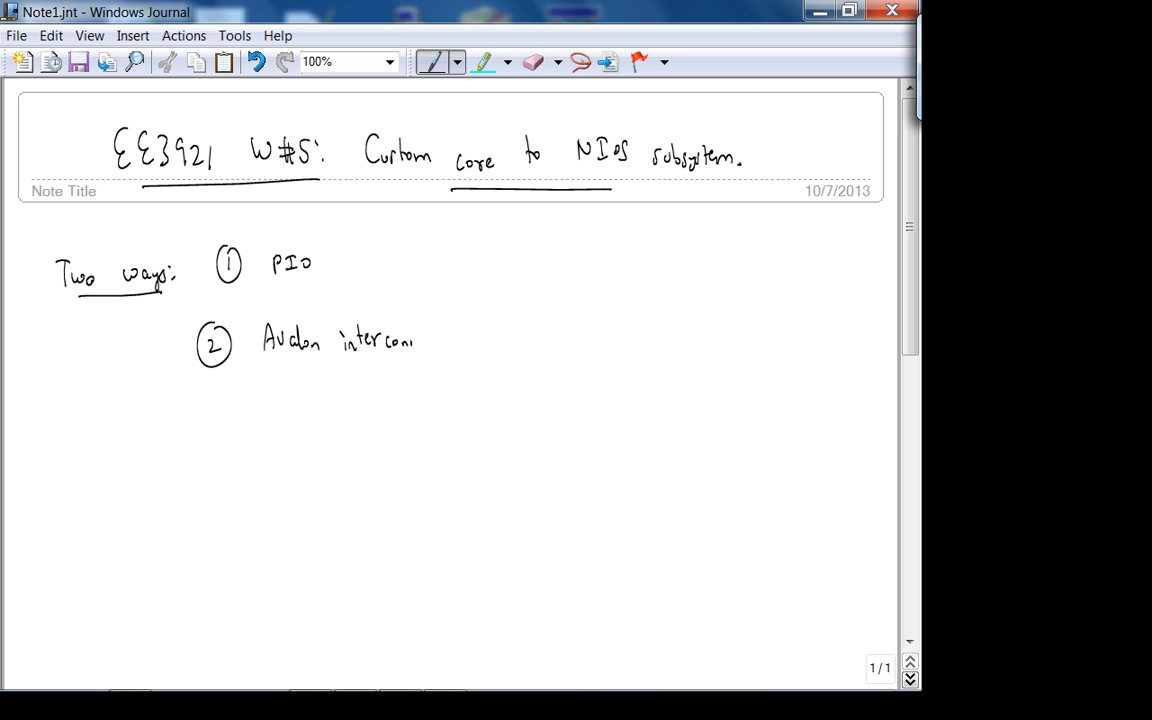 Note1.jnt - Windows Journal
File Edit View Insert Actions Tools Help
100%
EE3921 W#5: Custom core to NIOS subsystem.
Note Title 10/7/2013
Two ways: 1 PIO
2 Avalon interconn
1 / 1